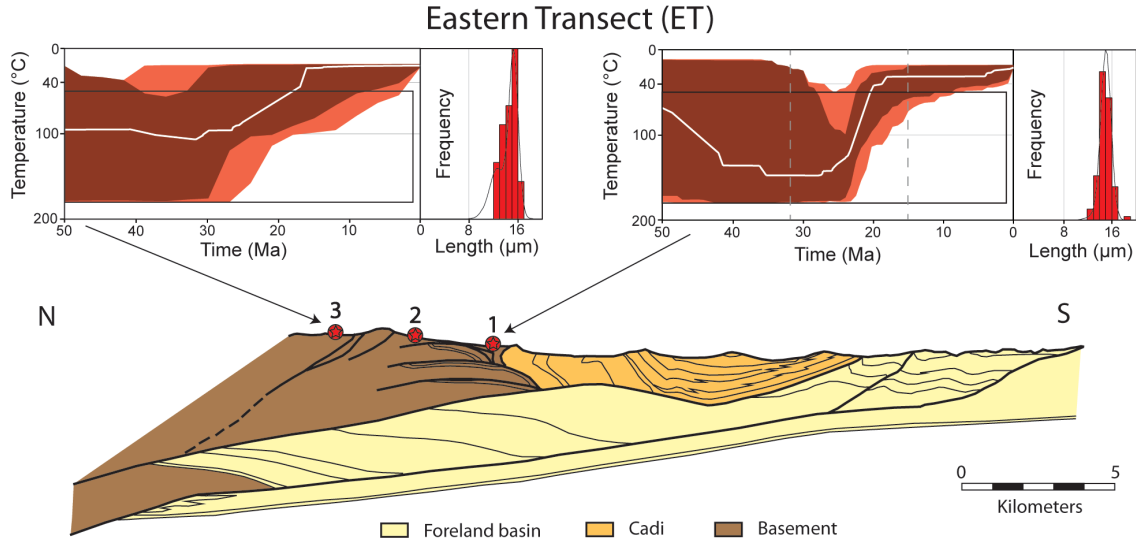 Eastern Transect (ET)
0
40
100
200
Temperature (°C)
50
40
30
20
10
0
Time (Ma)
Frequency
8
16
Length (μm)
0
40
100
200
Temperature (°C)
50
40
30
20
10
0
Time (Ma)
Frequency
8
16
Length (μm)
N
3
2
1
S
0
5
Kilometers
Foreland basin
Cadi
Basement